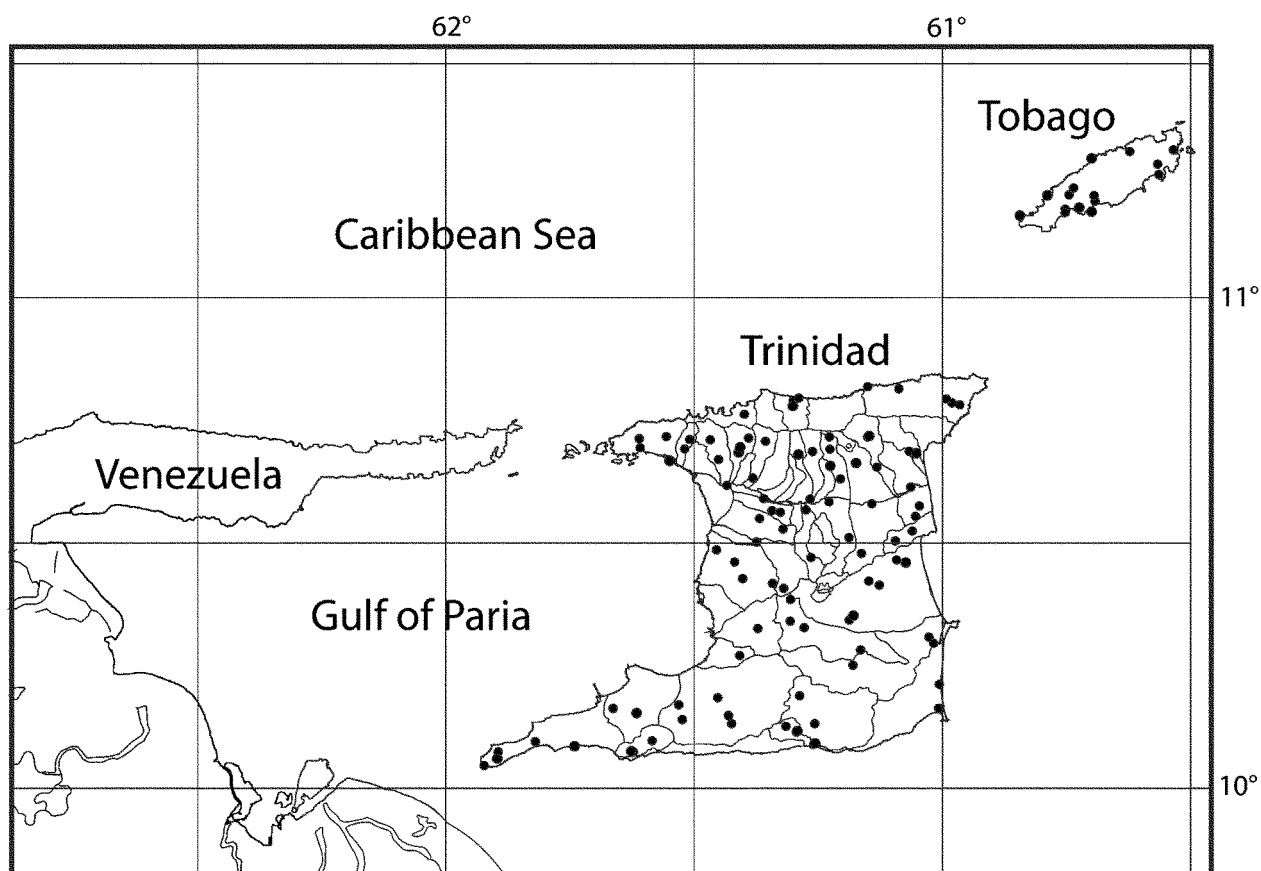 62°
61°
Tobago
Caribbean Sea
11°
Trinidad
Venezuela
Gulf of Paria
10°